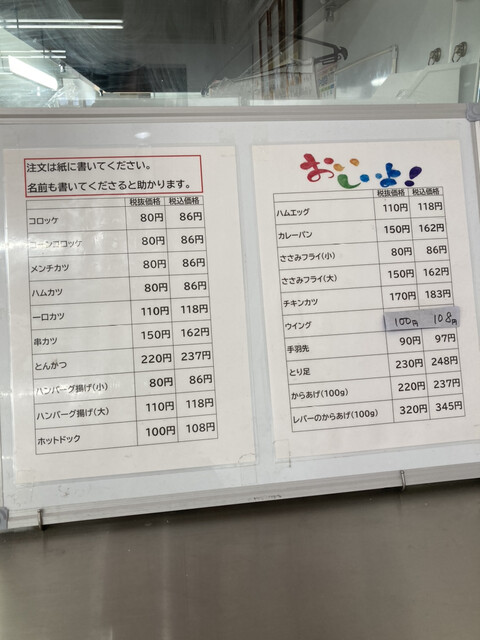 注文は紙に書いてください。
名前も書いてくださると助かります。
税抜価格 税込価格
コロッケ 80円 86円
コーンコロッケ 80円 86円
メンチカツ 80円 86円
ハムカツ 80円 86円
一口カツ 110円 118円
串カツ 150円 162円
とんかつ 220円 237円
ハンバーグ揚げ(小) 80円 86円
ハンバーグ揚げ(大) 110円 118円
ホットドック 100円 108円
おいしいよ!
税抜価格 税込価格
ハムエッグ 110円 118円
カレーパン 150円 162円
ささみフライ(小) 80円 86円
ささみフライ(大) 150円 162円
チキンカツ 170円 183円
ウイング 100円 108円
手羽先 90円 97円
とり足 230円 248円
からあげ(100g) 220円 237円
レバーのからあげ(100g) 320円 345円